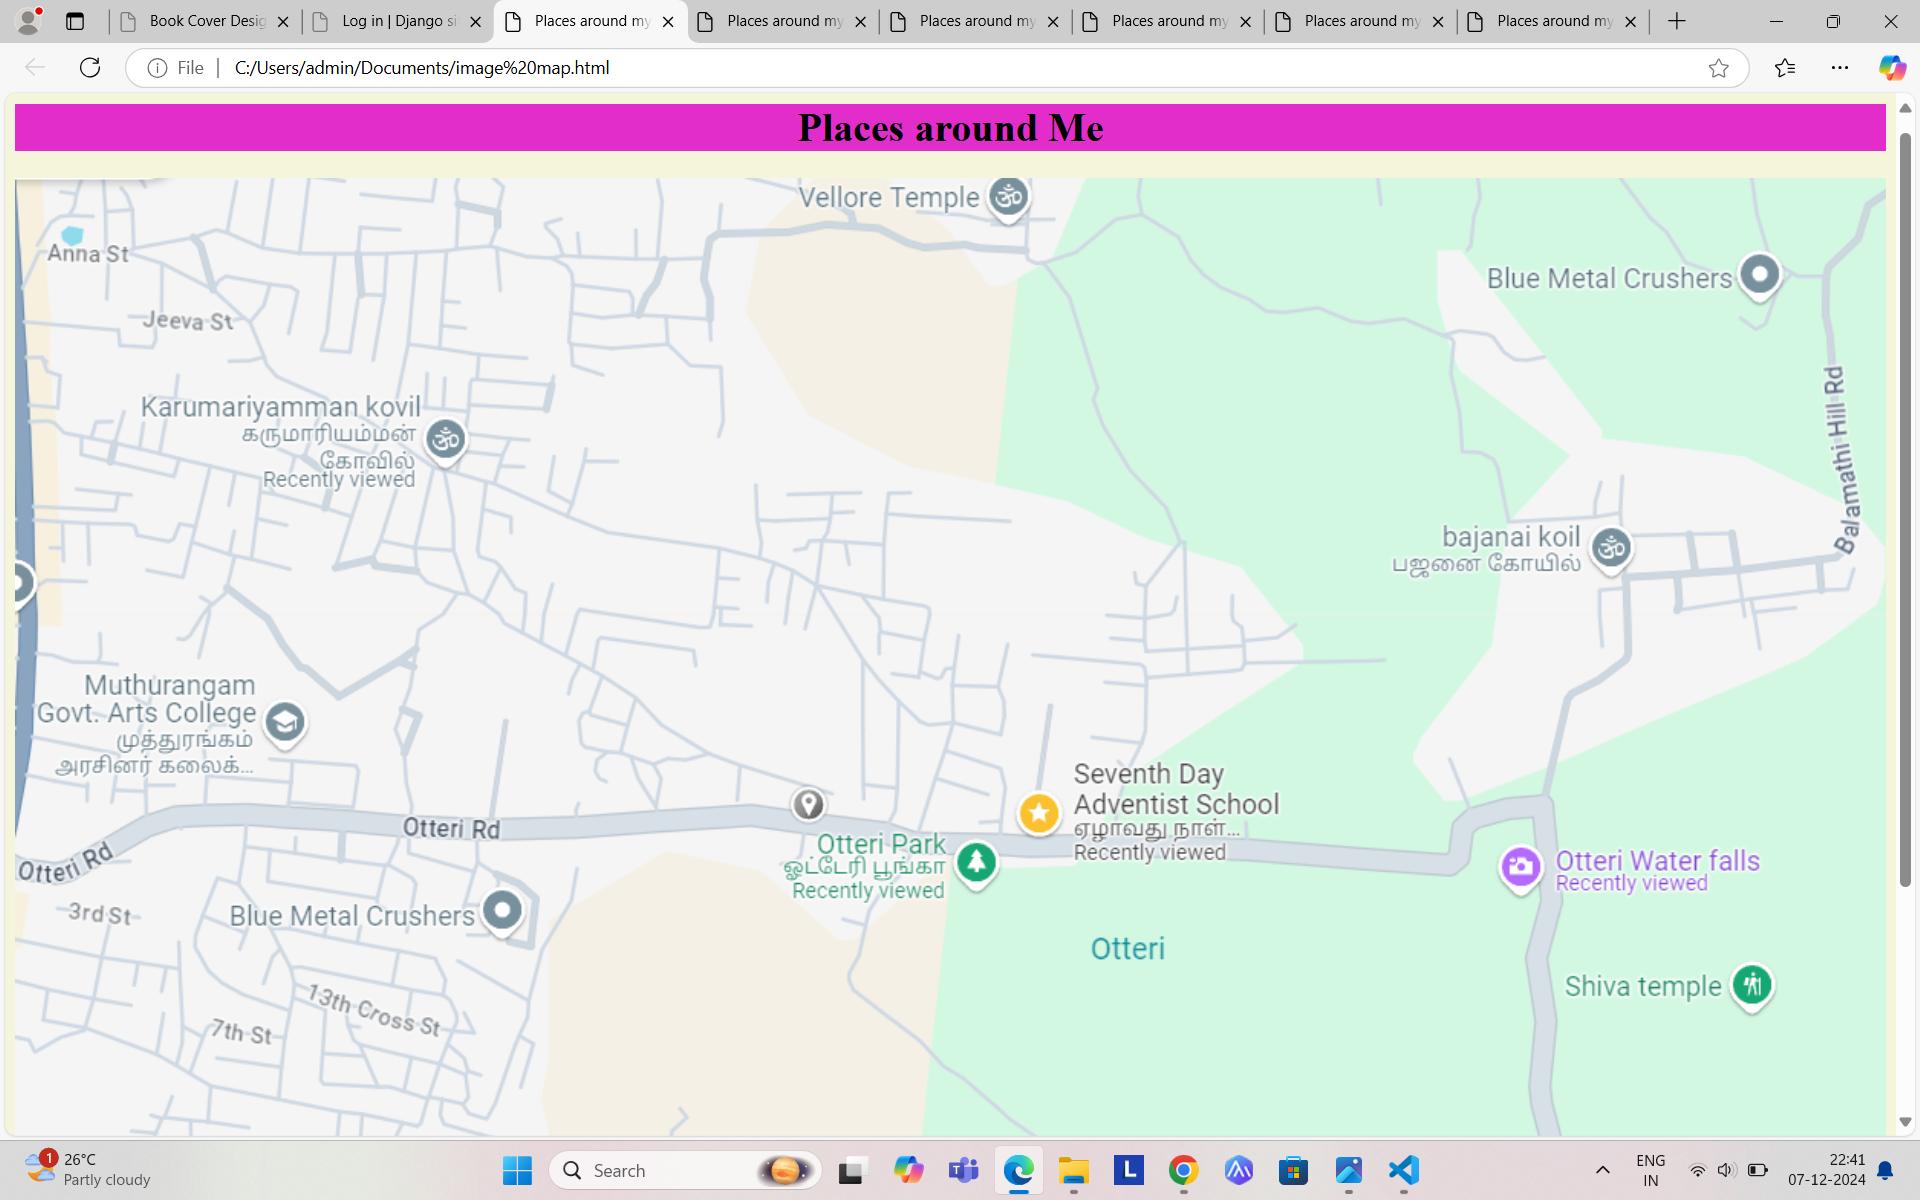 Book Cover Desig
Log in | Django si
Places around my
Places around my
Places around my
Places around my
Places around my
Places around my
File
C:/Users/admin/Documents/image%20map.html
Places around Me
Vellore Temple
Anna St
Blue Metal Crushers
Jeeva St
Balamathi Hill Rd
Karumariyamman kovil
கருமாரியம்மன்
கோவில்
Recently viewed
bajanai koil
பஜனை கோயில்
Muthurangam
Govt. Arts College
முத்துரங்கம்
அரசினர் கலைக்...
Seventh Day
Adventist School
ஏழாவது நாள்...
Recently viewed
Otteri Rd
Otteri Park
ஓட்டேரி பூங்கா
Recently viewed
Otteri Rd
Otteri Water falls
Recently viewed
3rd St
Blue Metal Crushers
Otteri
Shiva temple
13th Cross St
7th St
1
26°C
Partly cloudy
Search
L
ENG
IN
22:41
07-12-2024